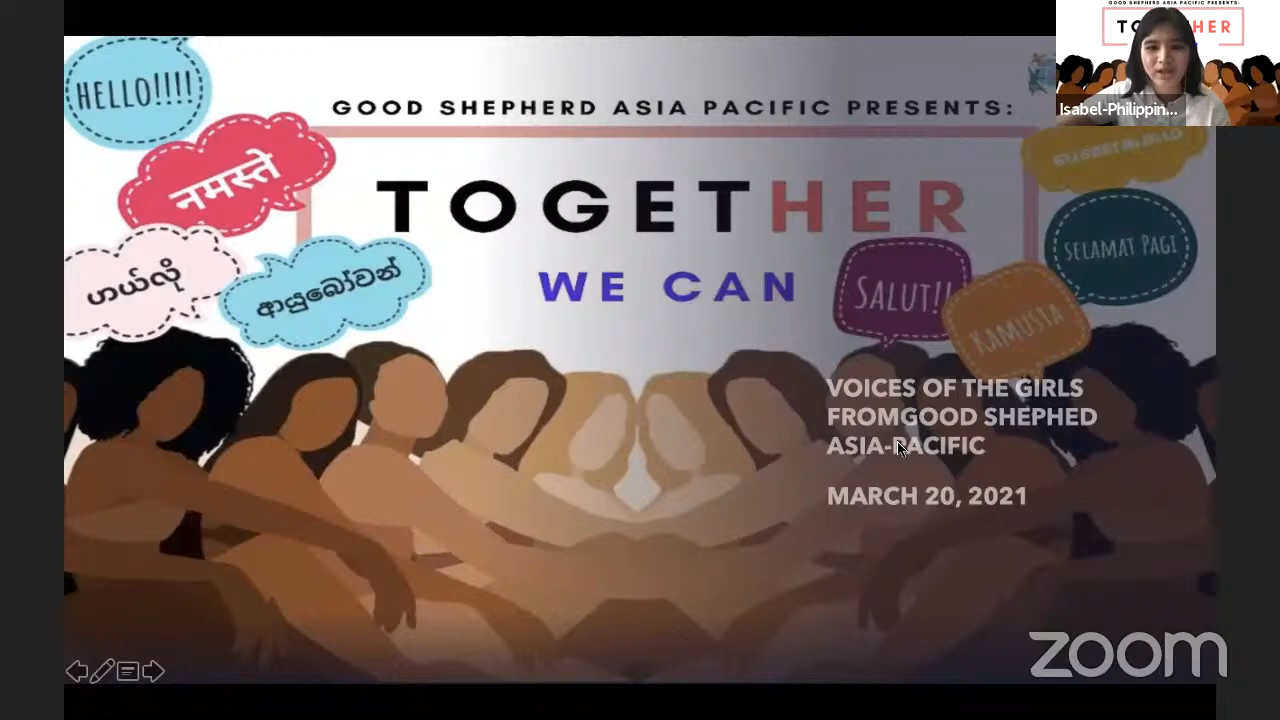 HELLO!!!!
नमस्ते
ဟယ်လို
ආයුබෝවන්
GOOD SHEPHERD ASIA PACIFIC PRESENTS:
TOGETHER
WE CAN
SELAMAT PAGI
SALUT!!
KAMUSTA
VOICES OF THE GIRLS
FROMGOOD SHEPHED
ASIA-PACIFIC
MARCH 20, 2021
GOOD SHEPHERD ASIA PACIFIC PRESENTS:
Isabel-Philippin...
zoom